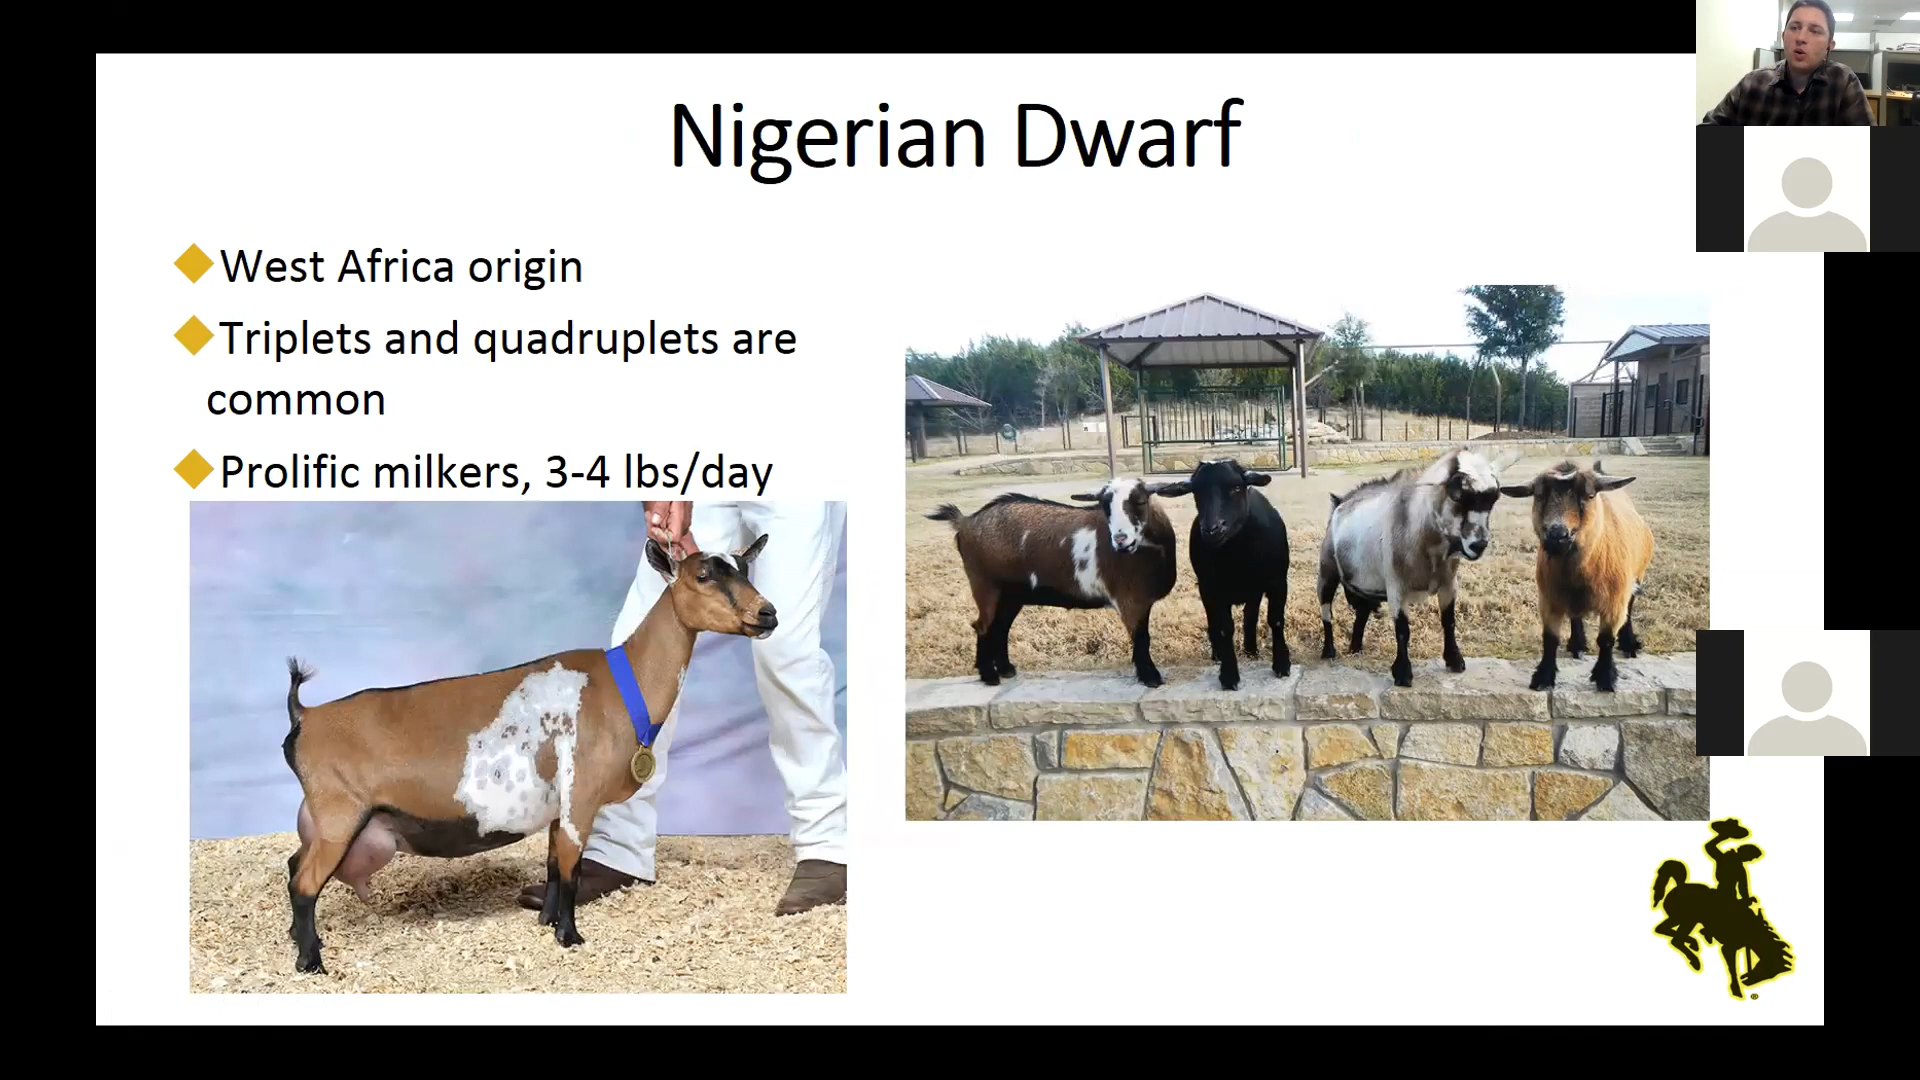 Nigerian Dwarf
West Africa origin
Triplets and quadruplets are
common
Prolific milkers, 3-4 lbs/day
®